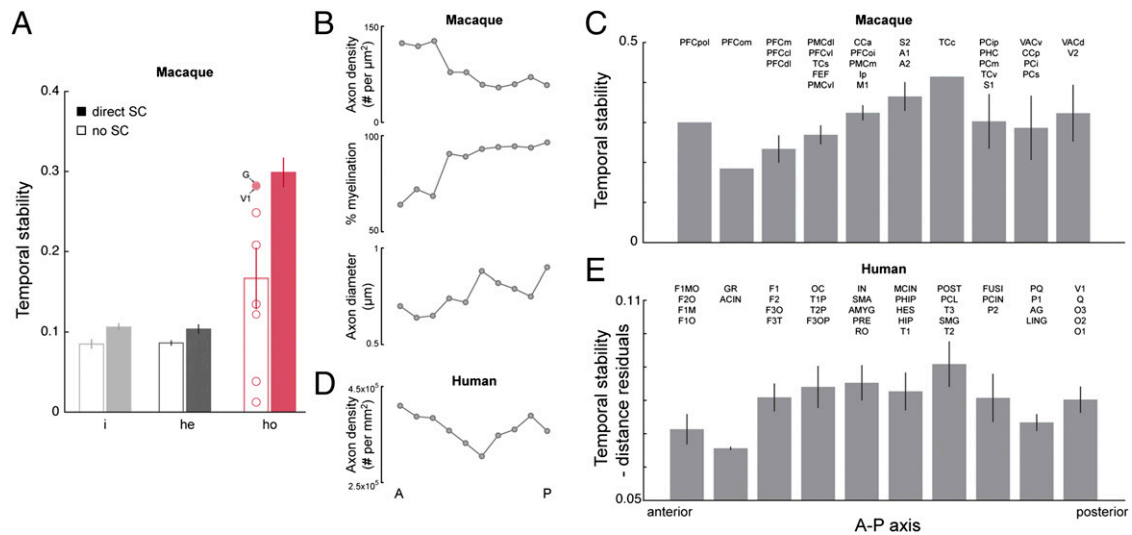 A
Macaque
direct SC
no SC
Temporal stability
0.4
0.3
0.2
0.1
0
G
V1
i
he
ho
B
Macaque
Axon density
(# per μm²)
150
0
% myelination
100
50
Axon diameter
(μm)
1
0.5
D
Human
Axon density
(# per mm²)
4.5x10⁵
2.5x10⁵
A
P
C
Macaque
Temporal stability
0.5
0
PFCpol
PFCom
PFCm
PFCcl
PFCdl
PMCdl
PFCvl
TCs
FEF
PMCvl
CCa
PFCoi
PMCm
Ip
M1
S2
A1
A2
TCc
PCip
PHC
PCm
TCv
S1
VACv
CCp
PCi
PCs
VACd
V2
E
Human
Temporal stability
- distance residuals
0.11
0.05
F1MO
F2O
F1M
F1O
GR
ACIN
F1
F2
F3O
F3T
OC
T1P
T2P
F3OP
IN
SMA
AMYG
PRE
RO
MCIN
PHIP
HES
HIP
T1
POST
PCL
T3
SMG
T2
FUSI
PCIN
P2
PQ
P1
AG
LING
V1
Q
O3
O2
O1
anterior
posterior
A-P axis